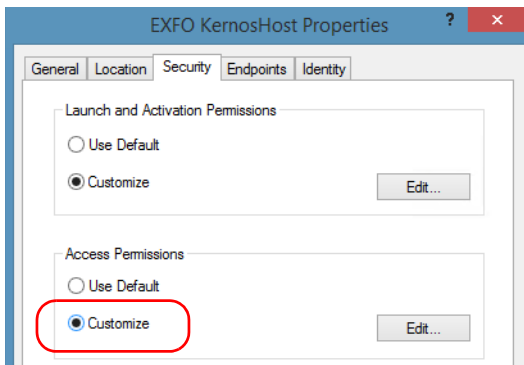 EXFO KernosHost Properties ? ×
General Location Security Endpoints Identity
Launch and Activation Permissions
Use Default
Customize Edit...
Access Permissions
Use Default
Customize Edit...